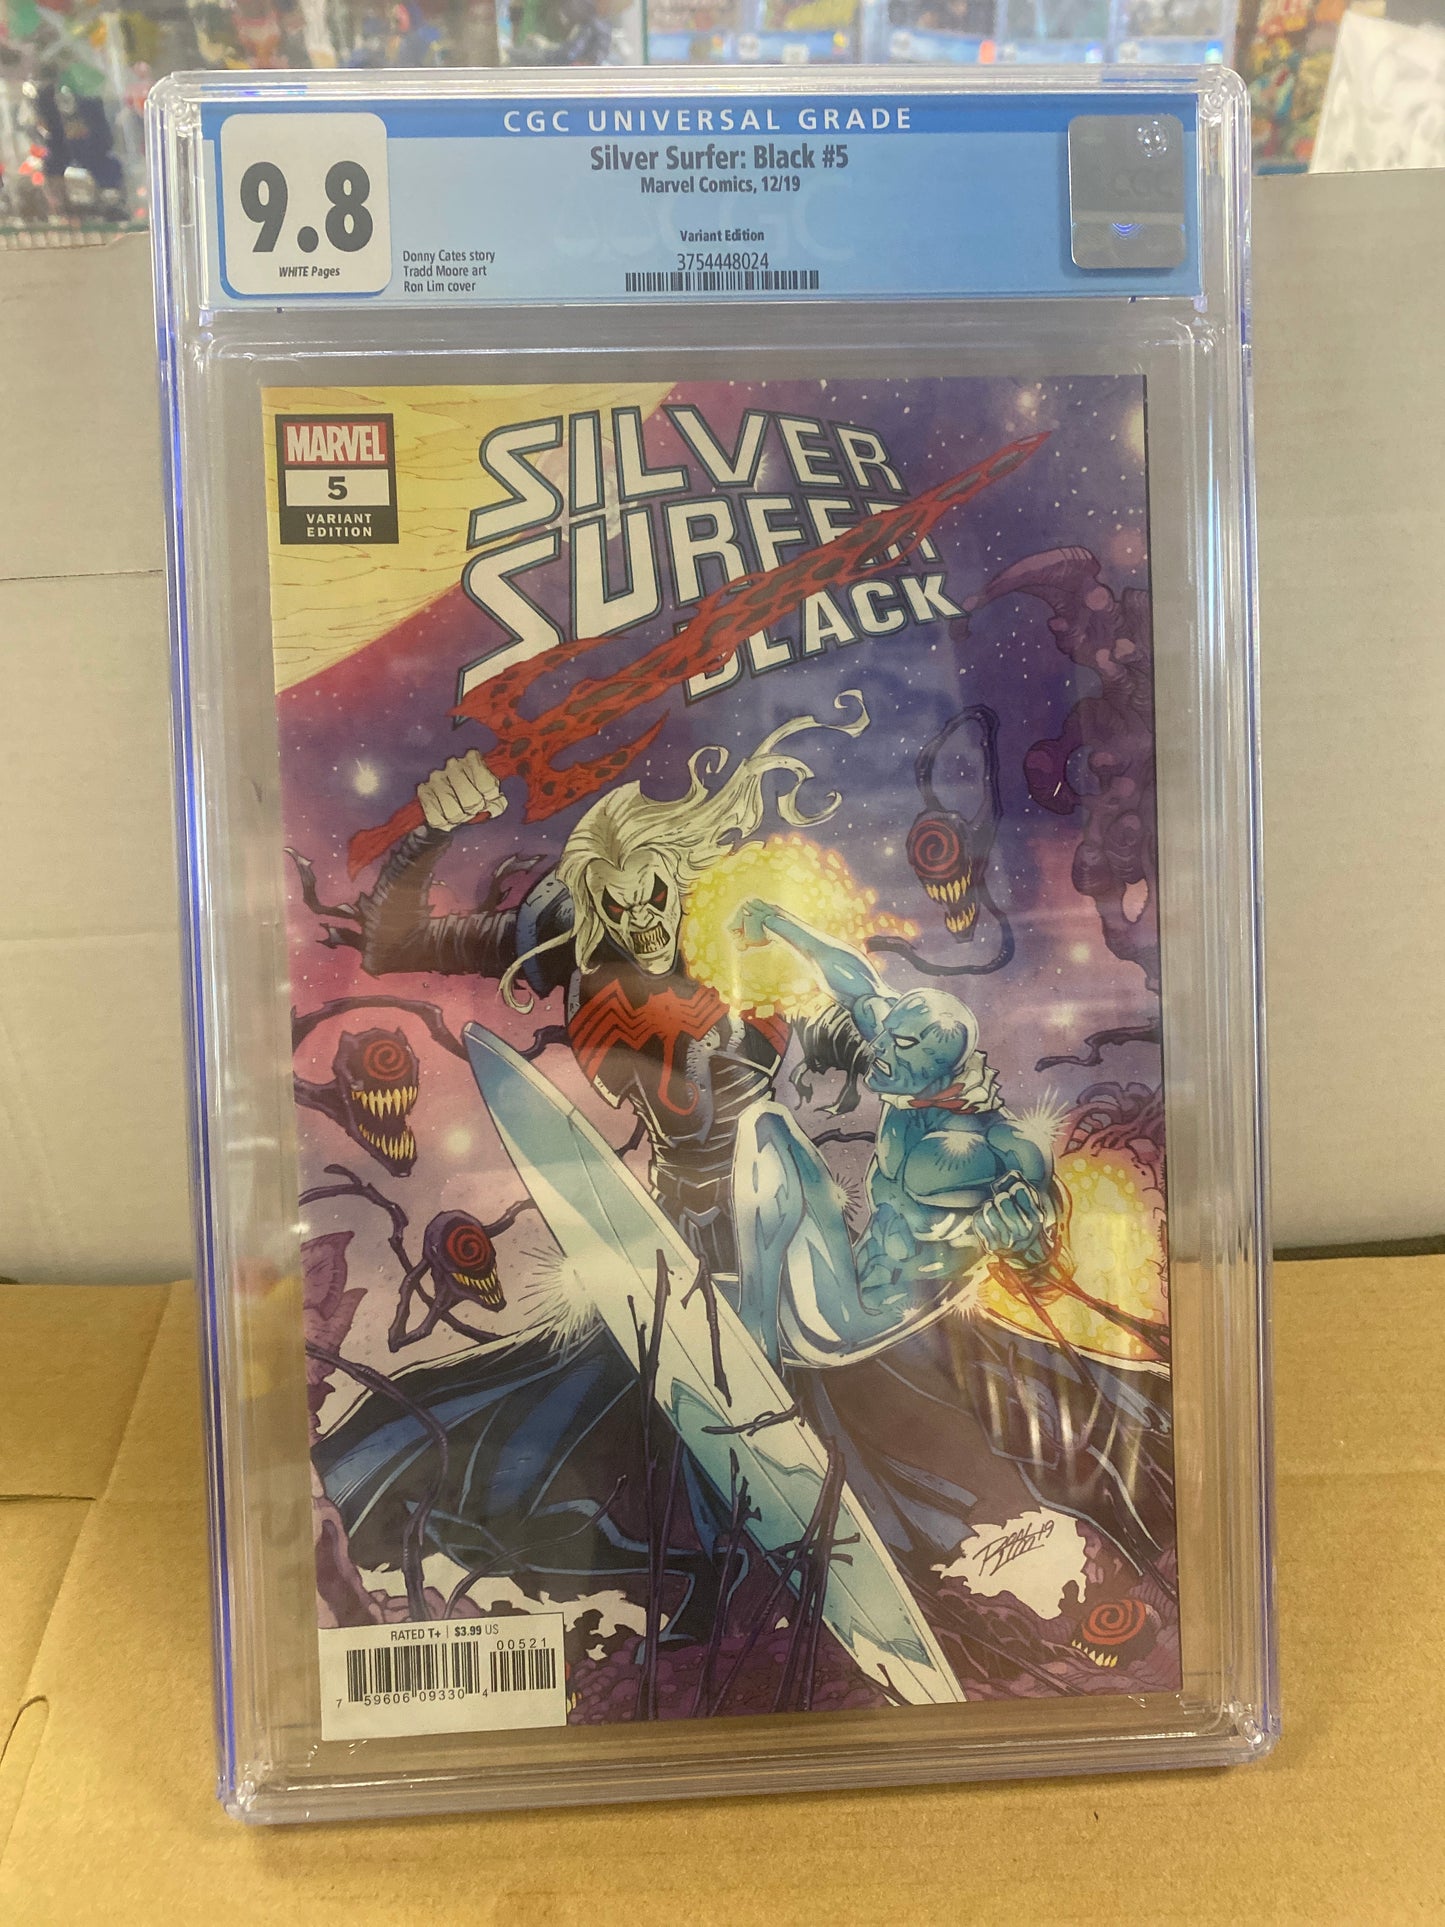 CGC UNIVERSAL GRADE
9.8
WHITE Pages
Silver Surfer: Black #5
Marvel Comics, 12/19
Variant Edition
3754448024
Donny Cates story
Tradd Moore art
Ron Lim cover
CGC
MARVEL
5
VARIANT
EDITION
SILVER
SURFER
BLACK
RATED T+ | $3.99 US
00521
7 59606 09330 4